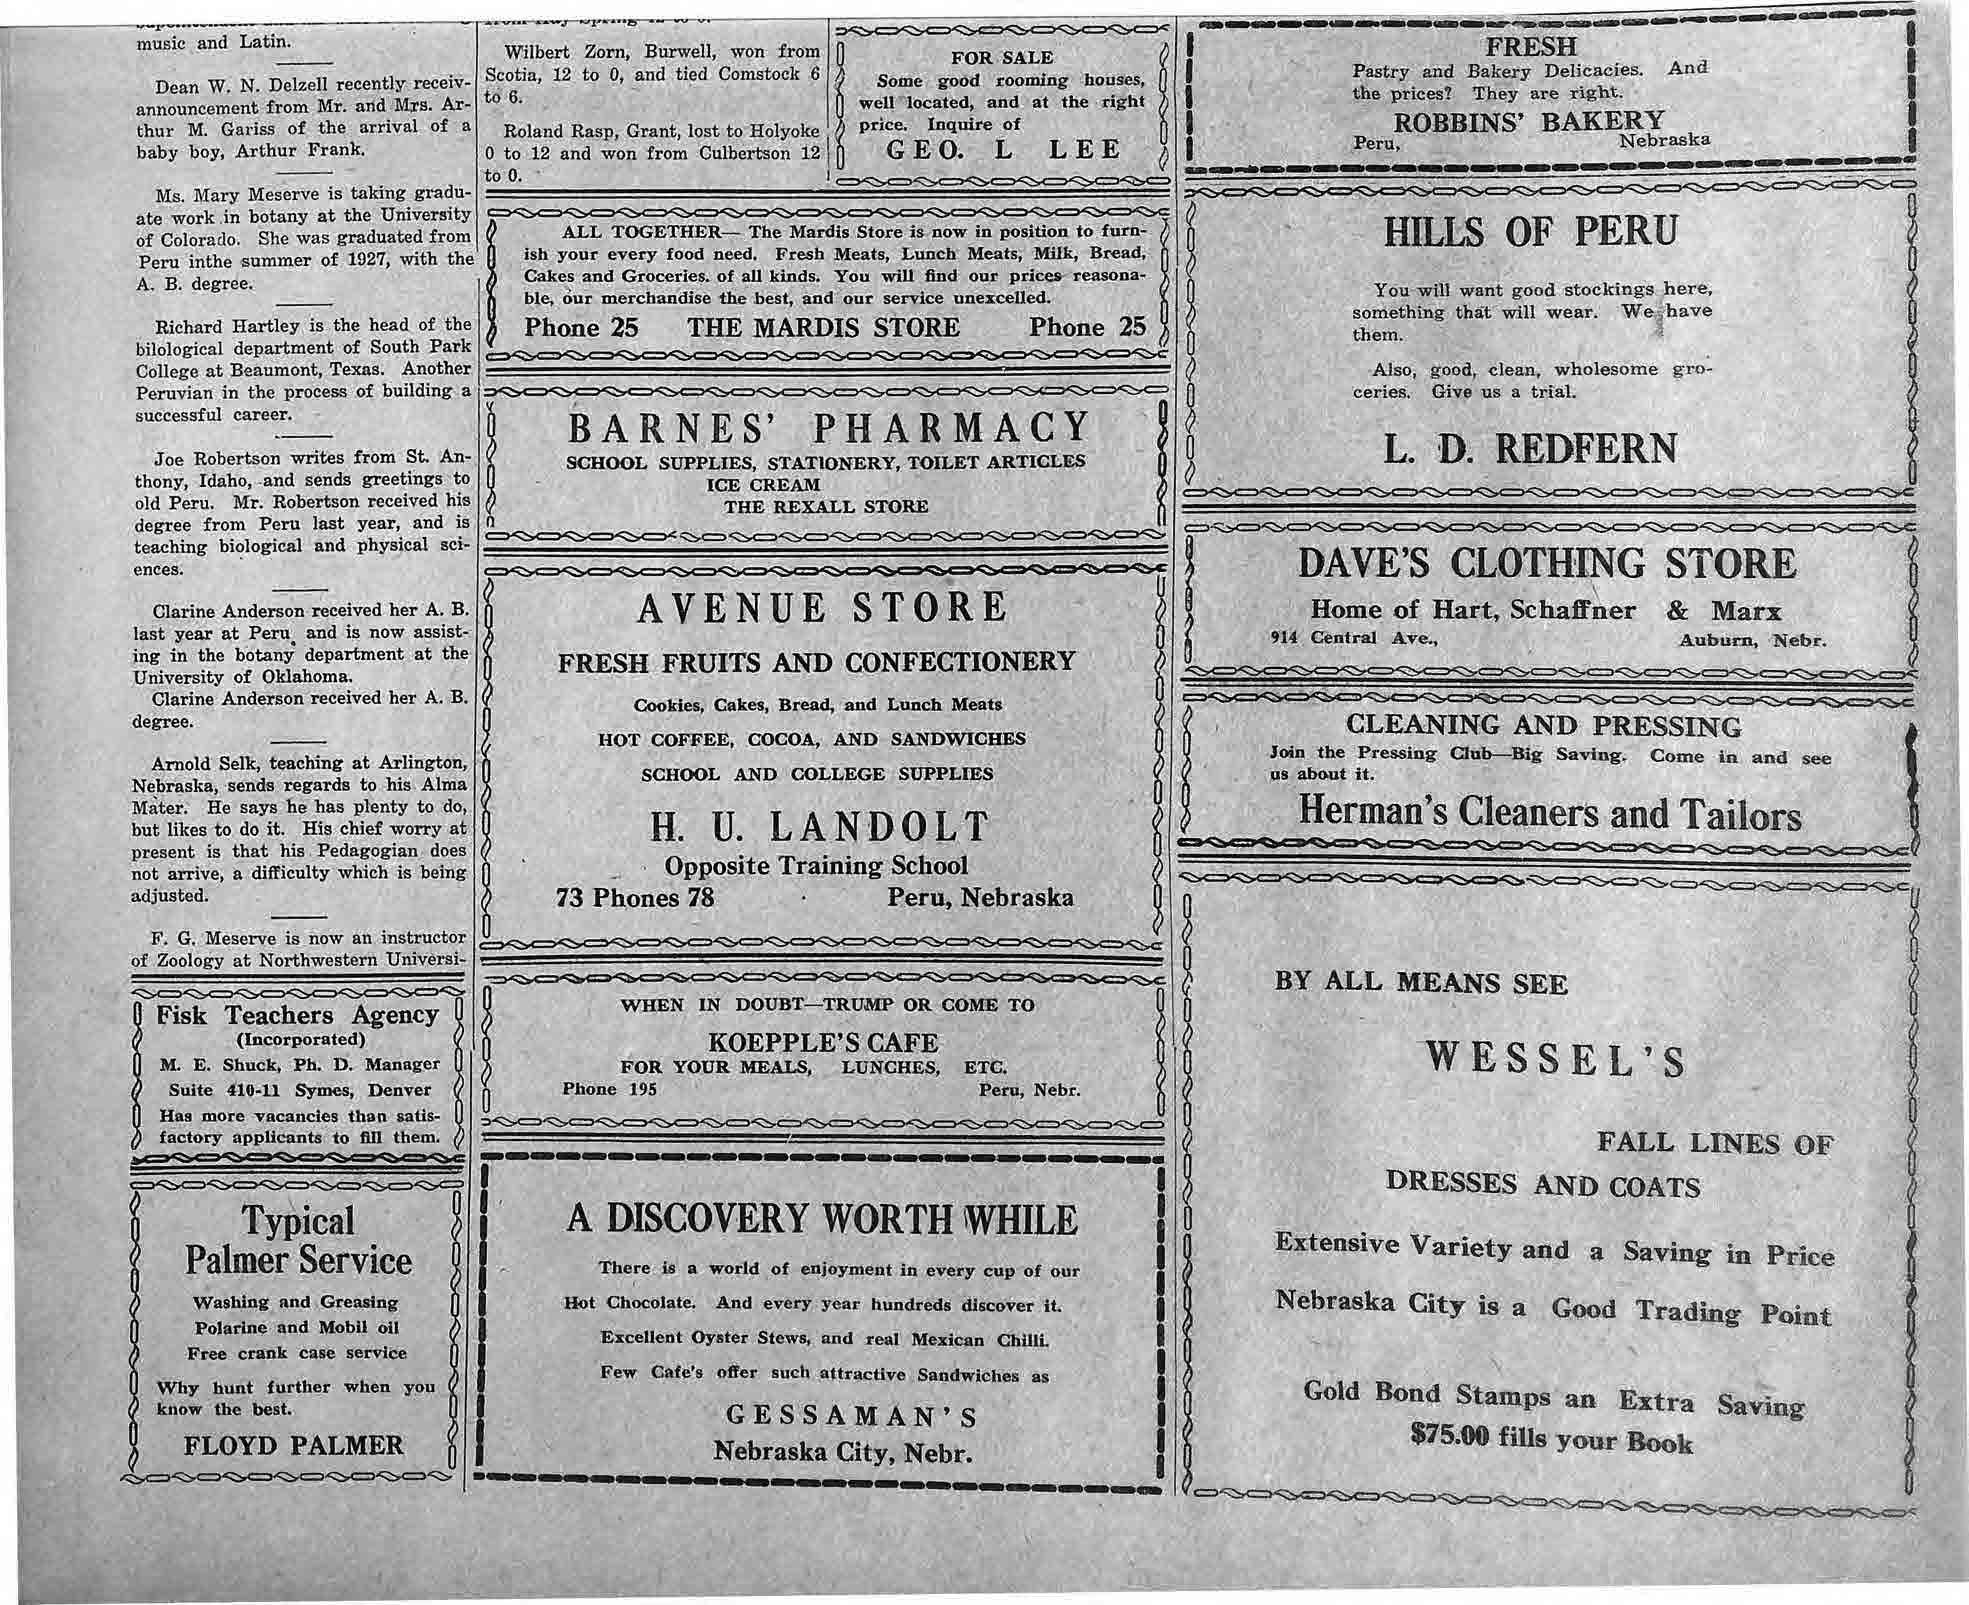 music and Latin.
Dean W. N. Delzell recently receiv-
announcement from Mr. and Mrs. Ar-
thur M. Gariss of the arrival of a
baby boy, Arthur Frank.
Ms. Mary Meserve is taking gradu-
ate work in botany at the University
of Colorado. She was graduated from
Peru inthe summer of 1927, with the
A. B. degree.
Richard Hartley is the head of the
bilological department of South Park
College at Beaumont, Texas. Another
Peruvian in the process of building a
successful career.
Joe Robertson writes from St. An-
thony, Idaho, and sends greetings to
old Peru. Mr. Robertson received his
degree from Peru last year, and is
teaching biological and physical sci-
ences.
Clarine Anderson received her A. B.
last year at Peru and is now assist-
ing in the botany department at the
University of Oklahoma.
Clarine Anderson received her A. B.
degree.
Arnold Selk, teaching at Arlington,
Nebraska, sends regards to his Alma
Mater. He says he has plenty to do,
but likes to do it. His chief worry at
present is that his Pedagogian does
not arrive, a difficulty which is being
adjusted.
F. G. Meserve is now an instructor
of Zoology at Northwestern Universi-
Fisk Teachers Agency
(Incorporated)
M. E. Shuck, Ph. D. Manager
Suite 410-11 Symes, Denver
Has more vacancies than satis-
factory applicants to fill them.
Typical
Palmer Service
Washing and Greasing
Polarine and Mobil oil
Free crank case service
Why hunt further when you
know the best.
FLOYD PALMER
Wilbert Zorn, Burwell, won from
Scotia, 12 to 0, and tied Comstock 6
to 6.
Roland Rasp, Grant, lost to Holyoke
0 to 12 and won from Culbertson 12
to 0.
FOR SALE
Some good rooming houses,
well located, and at the right
price. Inquire of
GEO. L LEE
ALL TOGETHER— The Mardis Store is now in position to furn-
ish your every food need. Fresh Meats, Lunch Meats, Milk, Bread,
Cakes and Groceries. of all kinds. You will find our prices reasona-
ble, our merchandise the best, and our service unexcelled.
Phone 25 THE MARDIS STORE Phone 25
BARNES' PHARMACY
SCHOOL SUPPLIES, STATIONERY, TOILET ARTICLES
ICE CREAM
THE REXALL STORE
AVENUE STORE
FRESH FRUITS AND CONFECTIONERY
Cookies, Cakes, Bread, and Lunch Meats
HOT COFFEE, COCOA, AND SANDWICHES
SCHOOL AND COLLEGE SUPPLIES
H. U. LANDOLT
Opposite Training School
73 Phones 78 Peru, Nebraska
WHEN IN DOUBT—TRUMP OR COME TO
KOEPPLE'S CAFE
FOR YOUR MEALS, LUNCHES, ETC.
Phone 195 Peru, Nebr.
A DISCOVERY WORTH WHILE
There is a world of enjoyment in every cup of our
Hot Chocolate. And every year hundreds discover it.
Excellent Oyster Stews, and real Mexican Chilli.
Few Cafe's offer such attractive Sandwiches as
GESSAMAN'S
Nebraska City, Nebr.
FRESH
Pastry and Bakery Delicacies. And
the prices? They are right.
ROBBINS' BAKERY
Peru, Nebraska
HILLS OF PERU
You will want good stockings here,
something that will wear. We have
them.
Also, good, clean, wholesome gro-
ceries. Give us a trial.
L. D. REDFERN
DAVE'S CLOTHING STORE
Home of Hart, Schaffner & Marx
914 Central Ave., Auburn, Nebr.
CLEANING AND PRESSING
Join the Pressing Club—Big Saving. Come in and see
us about it.
Herman's Cleaners and Tailors
BY ALL MEANS SEE
WESSEL'S
FALL LINES OF
DRESSES AND COATS
Extensive Variety and a Saving in Price
Nebraska City is a Good Trading Point
Gold Bond Stamps an Extra Saving
$75.00 fills your Book